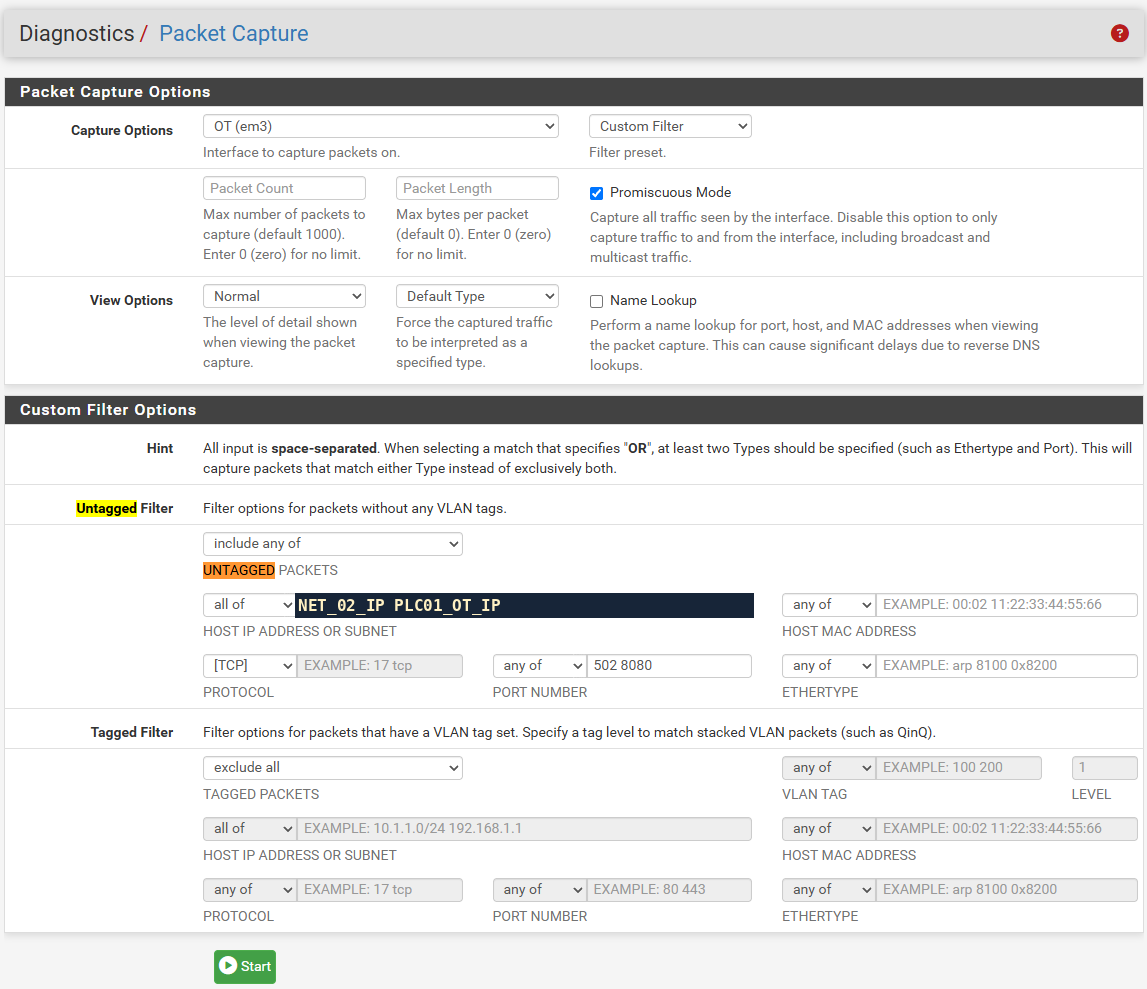 Diagnostics / Packet Capture
?
Packet Capture Options
Capture Options
OT (em3)
Custom Filter
Interface to capture packets on.
Filter preset.
Packet Count
Packet Length
Promiscuous Mode
Max number of packets to
capture (default 1000).
Enter 0 (zero) for no limit.
Max bytes per packet
(default 0). Enter 0 (zero)
for no limit.
Capture all traffic seen by the interface. Disable this option to only
capture traffic to and from the interface, including broadcast and
multicast traffic.
View Options
Normal
Default Type
Name Lookup
The level of detail shown
when viewing the packet
capture.
Force the captured traffic
to be interpreted as a
specified type.
Perform a name lookup for port, host, and MAC addresses when viewing
the packet capture. This can cause significant delays due to reverse DNS
lookups.
Custom Filter Options
Hint
All input is space-separated. When selecting a match that specifies "OR", at least two Types should be specified (such as Ethertype and Port). This will
capture packets that match either Type instead of exclusively both.
Untagged Filter
Filter options for packets without any VLAN tags.
include any of
UNTAGGED PACKETS
all of
NET_02_IP PLC01_OT_IP
any of
EXAMPLE: 00:02 11:22:33:44:55:66
HOST IP ADDRESS OR SUBNET
HOST MAC ADDRESS
[TCP]
EXAMPLE: 17 tcp
any of
502 8080
any of
EXAMPLE: arp 8100 0x8200
PROTOCOL
PORT NUMBER
ETHERTYPE
Tagged Filter
Filter options for packets that have a VLAN tag set. Specify a tag level to match stacked VLAN packets (such as QinQ).
exclude all
any of
EXAMPLE: 100 200
1
TAGGED PACKETS
VLAN TAG
LEVEL
all of
EXAMPLE: 10.1.1.0/24 192.168.1.1
any of
EXAMPLE: 00:02 11:22:33:44:55:66
HOST IP ADDRESS OR SUBNET
HOST MAC ADDRESS
any of
EXAMPLE: 17 tcp
any of
EXAMPLE: 80 443
any of
EXAMPLE: arp 8100 0x8200
PROTOCOL
PORT NUMBER
ETHERTYPE
Start